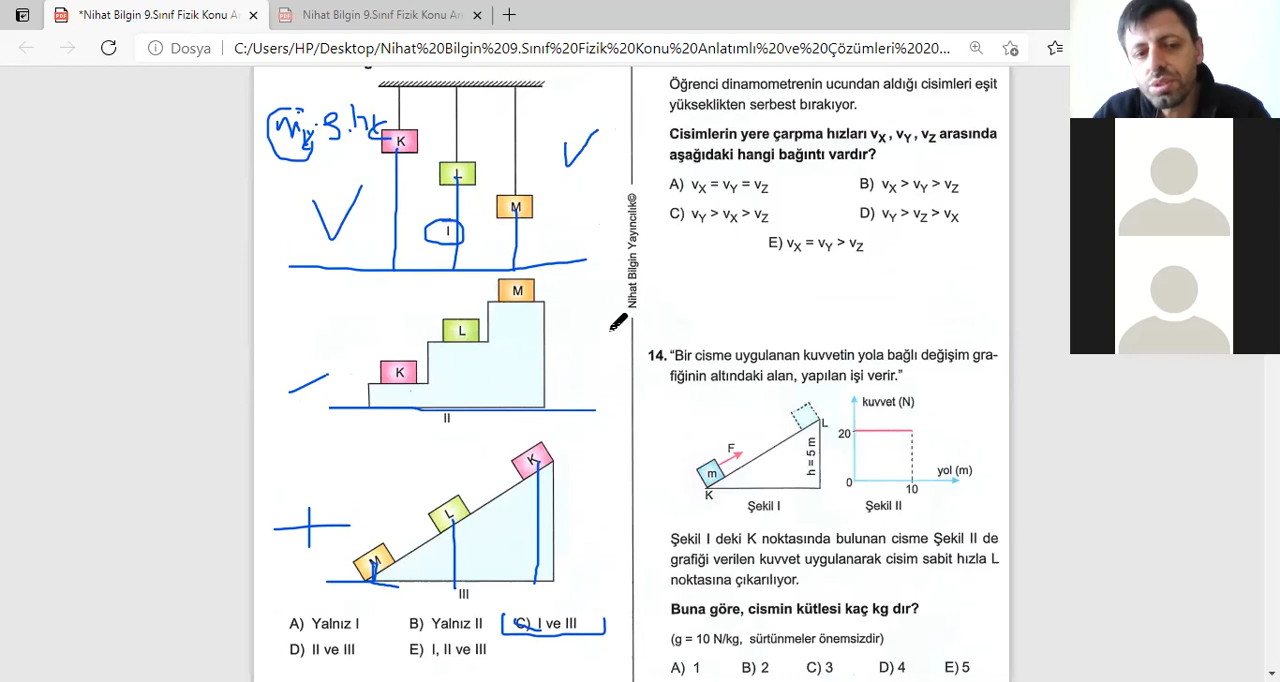 *Nihat Bilgin 9.Sınıf Fizik Konu A
Nihat Bilgin 9.Sınıf Fizik Konu An
Dosya
C:/Users/HP/Desktop/Nihat%20Bilgin%209.Sınıf%20Fizik%20Konu%20Anlatımlı%20ve%20Çözümleri%2020...
K
L
M
I
M
L
K
II
K
L
M
III
A) Yalnız I
B) Yalnız II
C) I ve III
D) II ve III
E) I, II ve III
Nihat Bilgin Yayıncılık©
Öğrenci dinamometrenin ucundan aldığı cisimleri eşit
yükseklikten serbest bırakıyor.
Cisimlerin yere çarpma hızları vX, vY, vZ arasında
aşağıdaki hangi bağıntı vardır?
A) vX = vY = vZ
B) vX > vY > vZ
C) vY > vX > vZ
D) vY > vZ > vX
E) vX = vY > vZ
14. “Bir cisme uygulanan kuvvetin yola bağlı değişim gra-
fiğinin altındaki alan, yapılan işi verir.”
kuvvet (N)
L
20
F
h = 5 m
m
yol (m)
K
0
10
Şekil I
Şekil II
Şekil I deki K noktasında bulunan cisme Şekil II de
grafiği verilen kuvvet uygulanarak cisim sabit hızla L
noktasına çıkarılıyor.
Buna göre, cismin kütlesi kaç kg dır?
(g = 10 N/kg, sürtünmeler önemsizdir)
A) 1
B) 2
C) 3
D) 4
E) 5